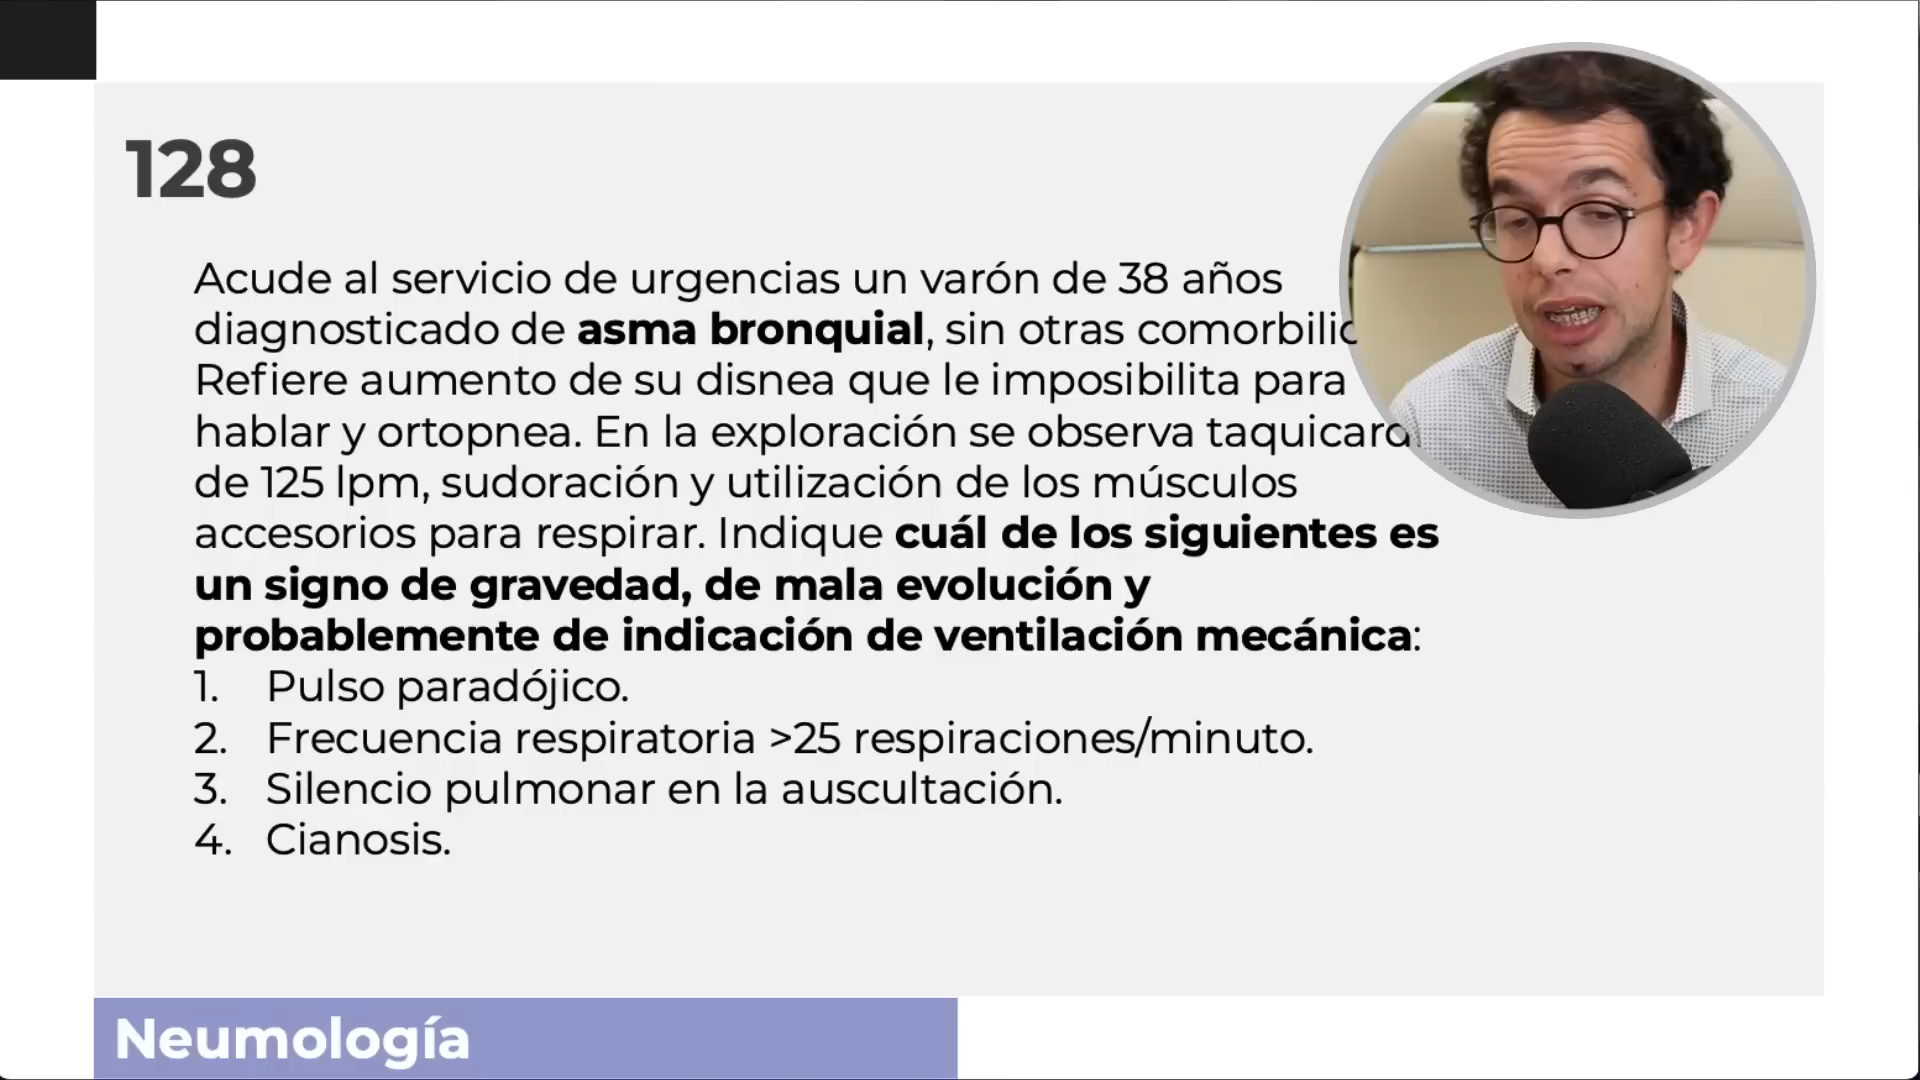 128
Acude al servicio de urgencias un varón de 38 años
diagnosticado de asma bronquial, sin otras
Refiere aumento de su disnea que le imposibilita para
hablar y ortopnea. En la exploración se observa
de 125 lpm, sudoración y utilización de los músculos
accesorios para respirar. Indique cuál de los siguientes es
un signo de gravedad, de mala evolución y
probablemente de indicación de ventilación mecánica:
1. Pulso paradójico.
2. Frecuencia respiratoria >25 respiraciones/minuto.
3. Silencio pulmonar en la auscultación.
4. Cianosis.
Neumología